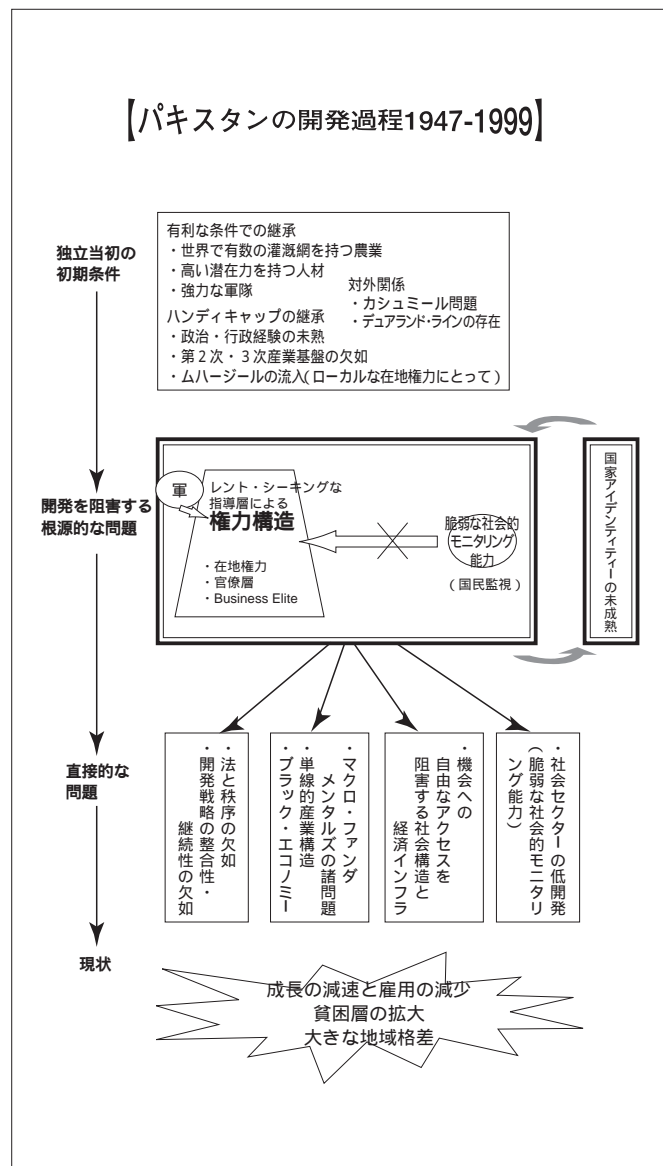 【パキスタンの開発過程1947-1999】
独立当初の
初期条件
有利な条件での継承
・世界で有数の灌漑網を持つ農業
・高い潜在力を持つ人材
・強力な軍隊
ハンディキャップの継承
・政治・行政経験の未熟
・第2次・3次産業基盤の欠如
・ムハージールの流入(ローカルな在地権力にとって)
対外関係
・カシュミール問題
・デュアランド・ラインの存在
開発を阻害する
根源的な問題
軍
レント・シーキングな
指導層による
権力構造
・在地権力
・官僚層
・Business Elite
脆弱な社会的
モニタリング
能力
(国民監視)
国家アイデンティティーの未成熟
直接的な
問題
・法と秩序の欠如
・開発戦略の整合性・
継続性の欠如
・マクロ・ファンダ
メンタルズの諸問題
・単線的産業構造
・ブラック・エコノミー
・機会への
自由なアクセスを
阻害する社会構造と
経済インフラ
・社会セクターの低開発
(脆弱な社会的モニタリ
ング能力)
現状
成長の減速と雇用の減少
貧困層の拡大
大きな地域格差